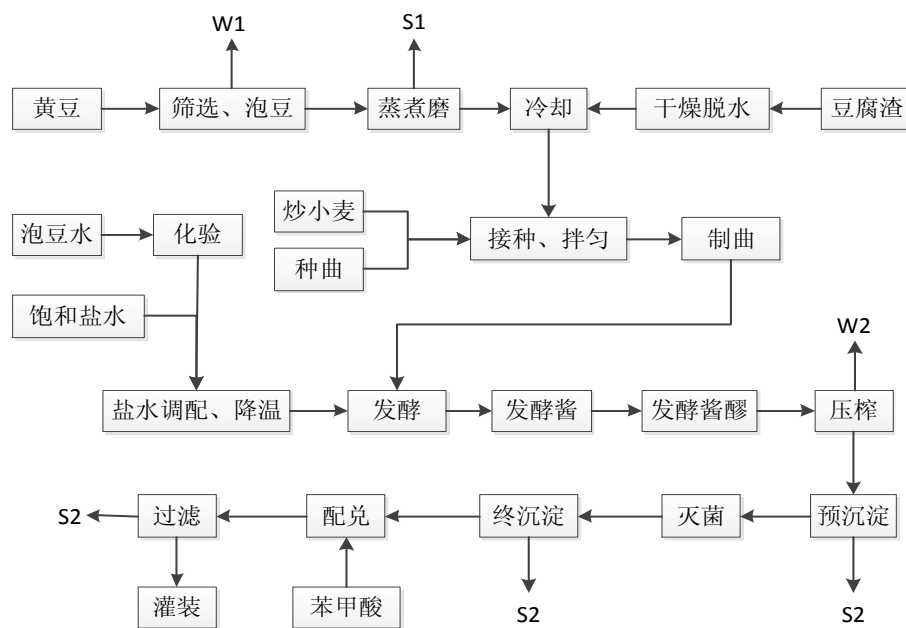 W1
S1
黄豆
筛选、泡豆
蒸煮磨
冷却
干燥脱水
豆腐渣
炒小麦
泡豆水
化验
接种、拌匀
制曲
种曲
饱和盐水
W2
盐水调配、降温
发酵
发酵酱
发酵酱醪
压榨
S2
过滤
配兑
终沉淀
灭菌
预沉淀
灌装
苯甲酸
S2
S2